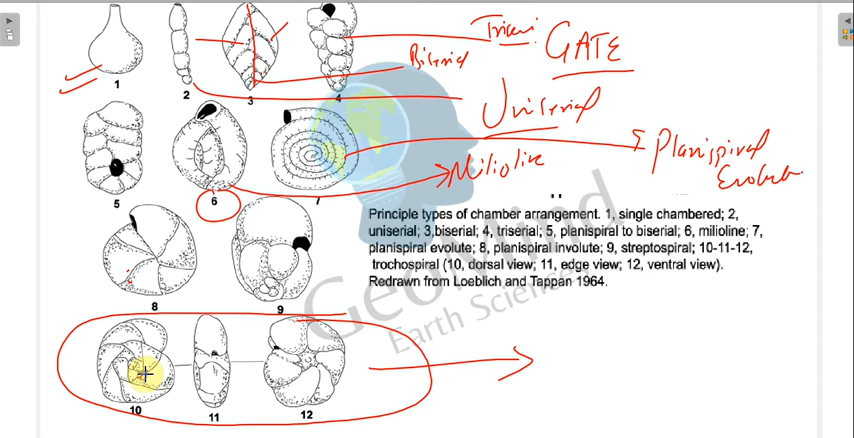 1
2
3
4
Triseri
GATE
Biserial
Uniserial
5
6
7
Miliolike
Planispiral
Evolute
8
9
Principle types of chamber arrangement. 1, single chambered; 2,
uniserial; 3,biserial; 4, triserial; 5, planispiral to biserial; 6, milioline; 7,
planispiral evolute; 8, planispiral involute; 9, streptospiral; 10-11-12,
trochospiral (10, dorsal view; 11, edge view; 12, ventral view).
Redrawn from Loeblich and Tappan 1964.
GeoMind
Earth Science
10
11
12